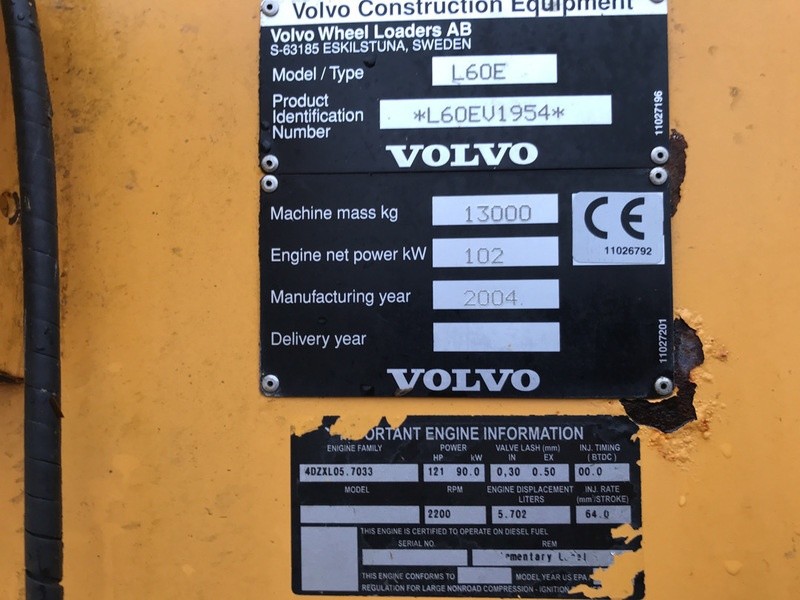 Volvo Construction Equipment
Volvo Wheel Loaders AB
S-63185 ESKILSTUNA, SWEDEN
Model / Type L60E
Product Identification Number *L60EV1954*
11027196
VOLVO
Machine mass kg 13000
Engine net power kW 102
CE
11026792
Manufacturing year 2004
Delivery year
11027201
VOLVO
IMPORTANT ENGINE INFORMATION
ENGINE FAMILY POWER VALVE LASH (mm) INJ. TIMING
HP kW IN EX (BTDC)
4DZXL05.7033 121 90.0 0,30 0.50 00.0
MODEL RPM ENGINE DISPLACEMENT INJ. RATE
LITERS (mm³/STROKE)
2200 5.702 64.0
THIS ENGINE IS CERTIFIED TO OPERATE ON DIESEL FUEL
SERIAL NO. REM
THIS ENGINE CONFORMS TO MODEL YEAR US EPA
REGULATION FOR LARGE NONROAD COMPRESSION - IGNITION